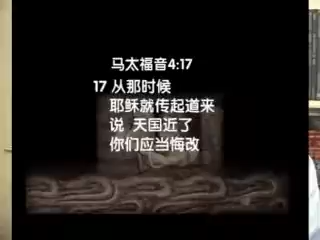 马太福音4:17
17 从那时候
耶稣就传起道来
说 天国近了
你们应当悔改